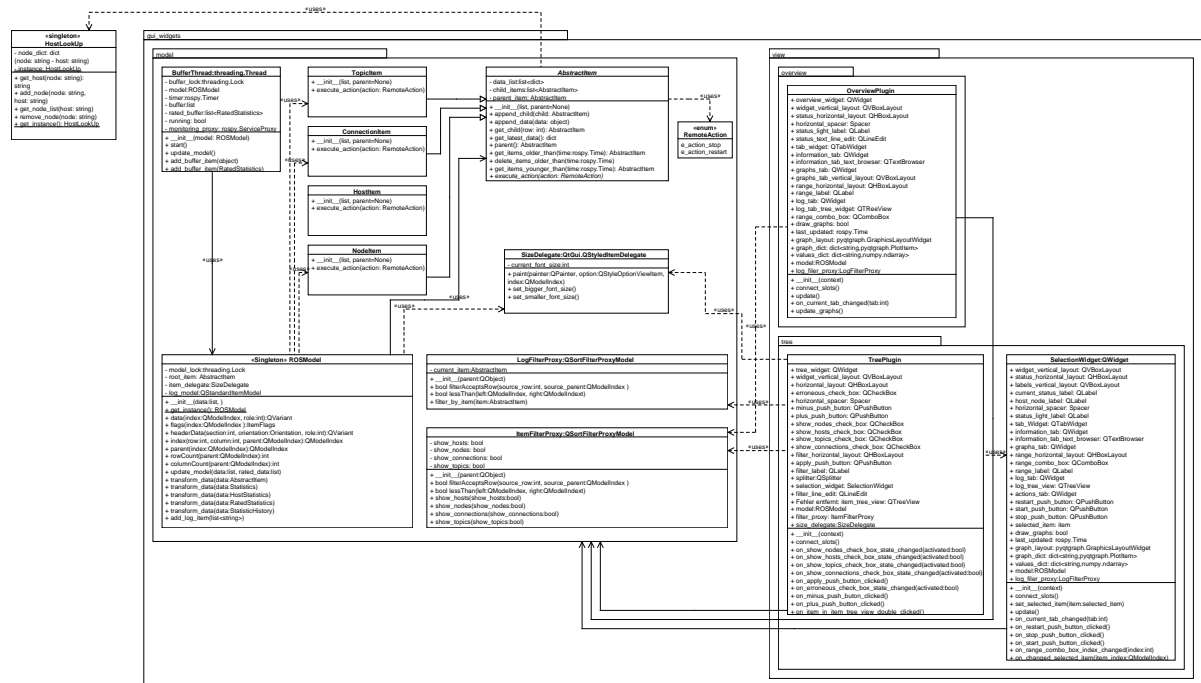 «uses»
«singleton»
HostLookUp
- node_dict: dict
(node: string - host: string)
- instance: HostLookUp
+ get_host(node: string):
string
+ add_node(node: string,
host: string)
+ get_node_list(host: string)
+ remove_node(node: string)
+ get_instance(): HostLookUp
gui_widgets
model
BufferThread:threading.Thread
- buffer_lock:threading.Lock
- model:ROSModel
- timer:rospy.Timer
- buffer:list
- rated_buffer:list<RatedStatistics>
- running: bool
- monitoring_proxy: rospy.ServiceProxy
+ __init__(model: ROSModel)
+ start()
+ update_model()
+ add_buffer_item(object)
+ add_buffer_item(RatedStatistics)
TopicItem
+ __init__(list, parent=None)
+ execute_action(action: RemoteAction)
«uses»
ConnectionItem
+ __init__(list, parent=None)
+ execute_action(action: RemoteAction)
«uses»
HostItem
+ __init__(list, parent=None)
+ execute_action(action: RemoteAction)
NodeItem
+ __init__(list, parent=None)
+ execute_action(action: RemoteAction)
«uses»
«uses»
AbstractItem
- data_list:list<dict>
- child_items:list<AbstractItem>
- parent_item: AbstractItem
+ __init__(list, parent=None)
+ append_child(item: AbstractItem)
+ append_data(data: object)
+ get_child(row: int): AbstractItem
+ get_latest_data(): dict
+ parent(): AbstractItem
+ get_items_older_than(time:rospy.Time)
+ delete_items_older_than(time:rospy.Time)
+ get_items_younger_than(time:rospy.Time): AbstractItem
+ execute_action(action: RemoteAction)
«uses»
«enum»
RemoteAction
e_action_stop
e_action_restart
SizeDelegate:QtGui.QStyledItemDelegate
- current_font_size:int
+ paint(painter:QPainter, option:QStyleOptionViewItem,
index:QModelIndex)
+ set_bigger_font_size()
+ set_smaller_font_size()
«uses»
«uses»
«uses»
«Singleton» ROSModel
- model_lock:threading.Lock
- root_item: AbstractItem
- item_delegate:SizeDelegate
- log_model:QStandardItemModel
+ __init__(data:list, )
+ get_instance(): ROSModel
+ data(index:QModelIndex, role:int):QVariant
+ flags(index:QModelIndex):ItemFlags
+ headerData(section:int, orientation:Orientation, role:int):QVariant
+ index(row:int, column:int, parent:QModelIndex):QModelIndex
+ parent(index:QModelIndex):QModelIndex
+ rowCount(parent:QModelIndex):int
+ columnCount(parent:QModelIndex):int
+ update_model(data:list, rated_data:list)
+ transform_data(data:AbstractItem)
+ transform_data(data:Statistics)
+ transform_data(data:HostStatistics)
+ transform_data(data:RatedStatistics)
+ transform_data(data:StatisticHistory)
+ add_log_item(list<string>)
LogFilterProxy:QSortFilterProxyModel
- current_item:AbstractItem
+ __init__(parent:QObject)
+ bool filterAcceptsRow(source_row:int, source_parent:QModelIndex )
+ bool lessThan(left:QModelIndex, right:QModelIndex)
+ filter_by_item(item:AbstractItem)
ItemFilterProxy:QSortFilterProxyModel
- show_hosts: bool
- show_nodes: bool
- show_connections: bool
- show_topics: bool
+ __init__(parent:QObject)
+ bool filterAcceptsRow(source_row:int, source_parent:QModelIndex )
+ bool lessThan(left:QModelIndex, right:QModelIndex)
+ show_hosts(show_hosts:bool)
+ show_nodes(show_nodes:bool)
+ show_connections(show_connections:bool)
+ show_topics(show_topics:bool)
view
overview
OverviewPlugin
+ overview_widget: QWidget
+ widget_vertical_layout: QVBoxLayout
+ status_horizontal_layout: QHBoxLayout
+ horizontal_spacer: Spacer
+ status_light_label: QLabel
+ status_text_line_edit: QLineEdit
+ tab_widget: QTabWidget
+ information_tab: QWidget
+ information_tab_text_browser: QTextBrowser
+ graphs_tab: QWidget
+ graphs_tab_vertical_layout: QVBoxLayout
+ range_horizontal_layout: QHBoxLayout
+ range_label: QLabel
+ log_tab: QWidget
+ log_tab_tree_widget: QTReeView
+ range_combo_box: QComboBox
+ draw_graphs: bool
+ last_updated: rospy.Time
+ graph_layout: pyqtgraph.GraphicsLayoutWidget
+ graph_dict: dict<string,pyqtgraph.PlotItem>
+ values_dict: dict<string,numpy.ndarray>
+ model:ROSModel
+ log_filer_proxy:LogFilterProxy
+ __init__(context)
+ connect_slots()
+ update()
+ on_current_tab_changed(tab:int)
+ update_graphs()
«uses»
tree
TreePlugin
+ tree_widget: QWidget
+ widget_vertical_layout: QVBoxLayout
+ horizontal_layout: QHBoxLayout
+ erroneous_check_box: QCheckBox
+ horizontal_spacer: Spacer
+ minus_push_button: QPushButton
+ plus_push_button: QPushButton
+ show_nodes_check_box: QCheckBox
+ show_hosts_check_box: QCheckBox
+ show_topics_check_box: QCheckBox
+ show_connections_check_box: QCheckBox
+ filter_horizontal_layout: QHBoxLayout
+ apply_push_button: QPushButton
+ filter_label: QLabel
+ splitter:QSplitter
+ selection_widget: SelectionWidget
+ filter_line_edit: QLineEdit
+ Fehler entfernt: item_tree_view: QTreeView
+ model:ROSModel
+ filter_proxy: ItemFilterProxy
+ size_delegate:SizeDelegate
+ __init__(context)
+ connect_slots()
+ on_show_nodes_check_box_state_changed(activated:bool)
+ on_show_hosts_check_box_state_changed(activated:bool)
+ on_show_topics_check_box_state_changed(activated:bool)
+ on_show_connections_check_box_state_changed(activated:bool)
+ on_apply_push_button_clicked()
+ on_erroneous_check_box_state_changed(activated:bool)
+ on_minus_push_buton_clicked()
+ on_plus_push_button_clicked()
+ on_item_in_item_tree_view_double_clicked()
«uses»
«uses»
«uses»
SelectionWidget:QWidget
+ widget_vertical_layout: QVBoxLayout
+ status_horizontal_layout: QHBoxLayout
+ labels_vertical_layout: QVBoxLayout
+ current_status_label: QLabel
+ host_node_label: QLabel
+ horizontal_spacer: Spacer
+ status_light_label: QLabel
+ tab_Widget: QTabWidget
+ information_tab: QWidget
+ information_tab_text_browser: QTextBrowser
+ graphs_tab: QWidget
+ range_horizontal_layout: QHBoxLayout
+ range_combo_box: QComboBox
+ range_label: QLabel
+ log_tab: QWidget
+ log_tree_view: QTreeView
+ actions_tab: QWidget
+ restart_push_button: QPushButton
+ start_push_button: QPushButton
+ stop_push_button: QPushButton
+ selected_item: item
+ draw_graphs: bool
+ last_updated: rospy.Time
+ graph_layout: pyqtgraph.GraphicsLayoutWidget
+ graph_dict: dict<string,pyqtgraph.PlotItem>
+ values_dict: dict<string,numpy.ndarray>
+ model:ROSModel
+ log_filer_proxy:LogFilterProxy
+ __init__(context)
+ connect_slots()
+ set_selected_item(item:selected_item)
+ update()
+ on_current_tab_changed(tab:int)
+ on_restart_push_button_clicked()
+ on_stop_push_button_clicked()
+ on_start_push_button_clicked()
+ on_range_combo_box_index_changed(index:int)
+ on_changed_selected_item(item_index:QModelIndex)